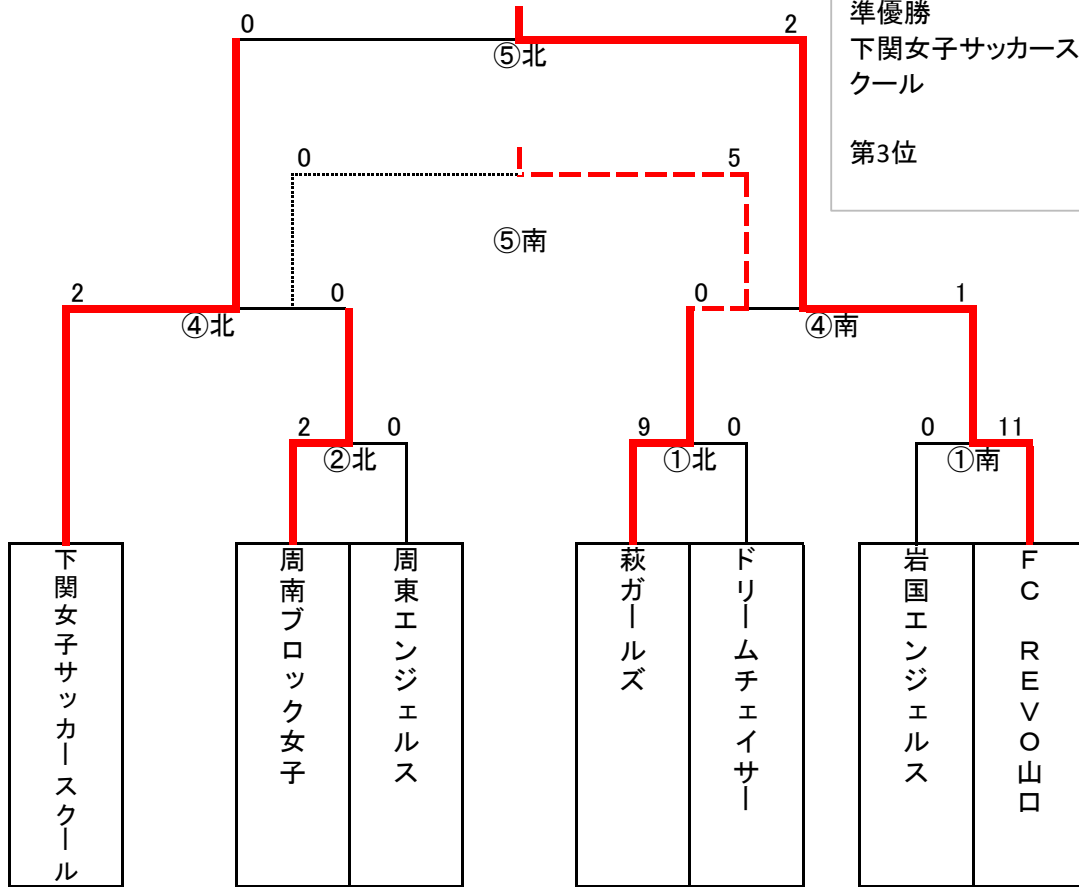 準優勝
下関女子サッカース
クール
第3位
0
2
⑤北
0
5
⑤南
2
0
④北
0
1
④南
2
0
②北
9
0
①北
0
11
①南
下関女子サッカースクール
周南ブロック女子
周東エンジェルス
萩ガールズ
ドリームチェイサー
岩国エンジェルス
ＦＣ　ＲＥＶＯ山口